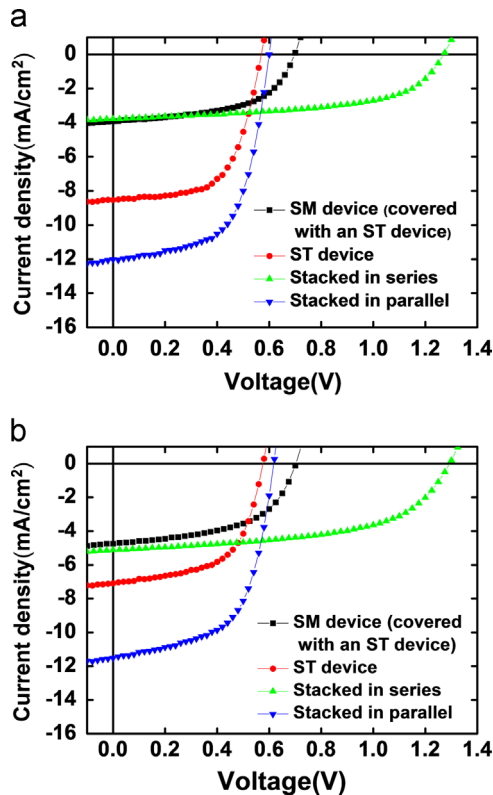 a
0
-2
-4
-6
-8
-10
-12
-14
-16
Current density(mA/cm²)
SM device (covered
with an ST device)
ST device
Stacked in series
Stacked in parallel
0.0 0.2 0.4 0.6 0.8 1.0 1.2 1.4
Voltage(V)
b
0
-2
-4
-6
-8
-10
-12
-14
-16
Current density(mA/cm²)
SM device (covered
with an ST device)
ST device
Stacked in series
Stacked in parallel
0.0 0.2 0.4 0.6 0.8 1.0 1.2 1.4
Voltage(V)